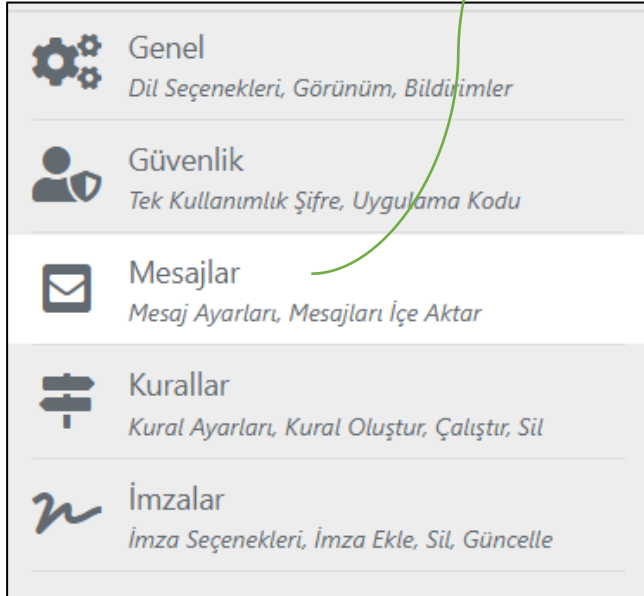 Genel
Dil Seçenekleri, Görünüm, Bildirimler
Güvenlik
Tek Kullanımlık Şifre, Uygulama Kodu
Mesajlar
Mesaj Ayarları, Mesajları İçe Aktar
Kurallar
Kural Ayarları, Kural Oluştur, Çalıştır, Sil
İmzalar
İmza Seçenekleri, İmza Ekle, Sil, Güncelle